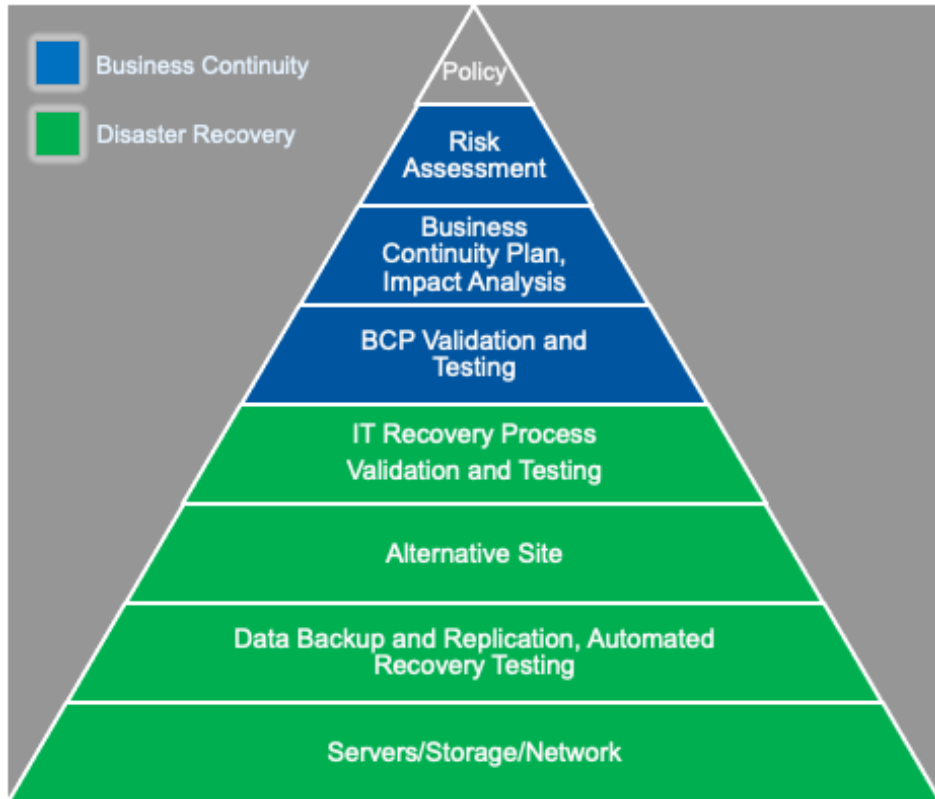 Business Continuity
Disaster Recovery
Policy
Risk
Assessment
Business
Continuity Plan,
Impact Analysis
BCP Validation and
Testing
IT Recovery Process
Validation and Testing
Alternative Site
Data Backup and Replication, Automated
Recovery Testing
Servers/Storage/Network